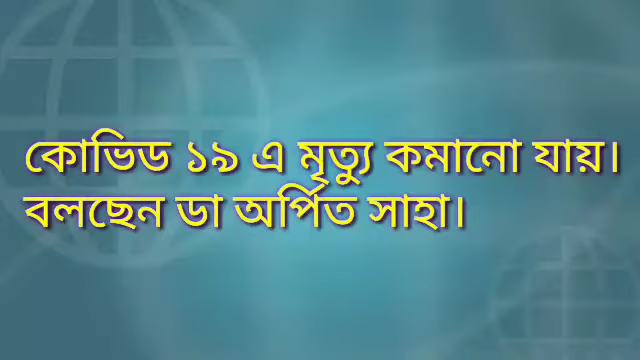 কোভিড ১৯ এ মৃত্যু কমানো যায়।
বলছেন ডা অর্পিত সাহা।